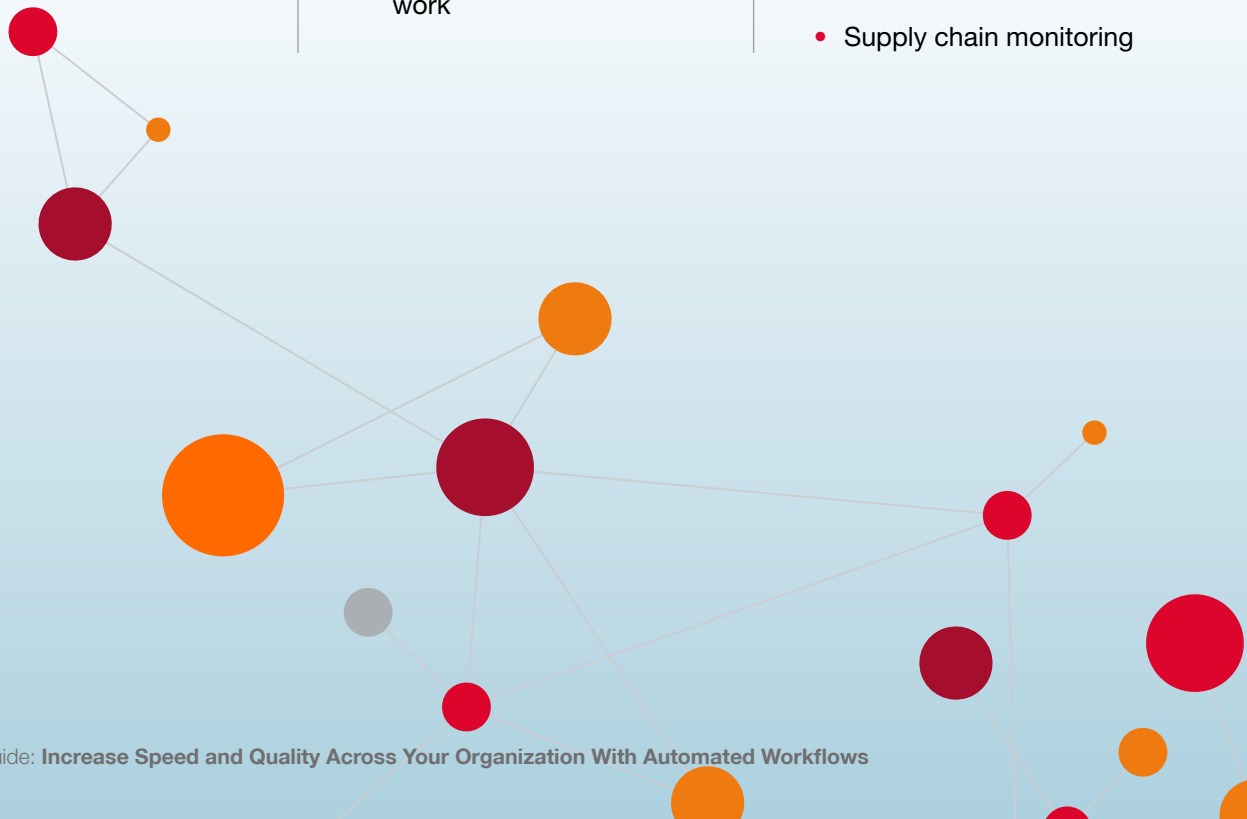 work
Supply chain monitoring
uide: Increase Speed and Quality Across Your Organization With Automated Workflows